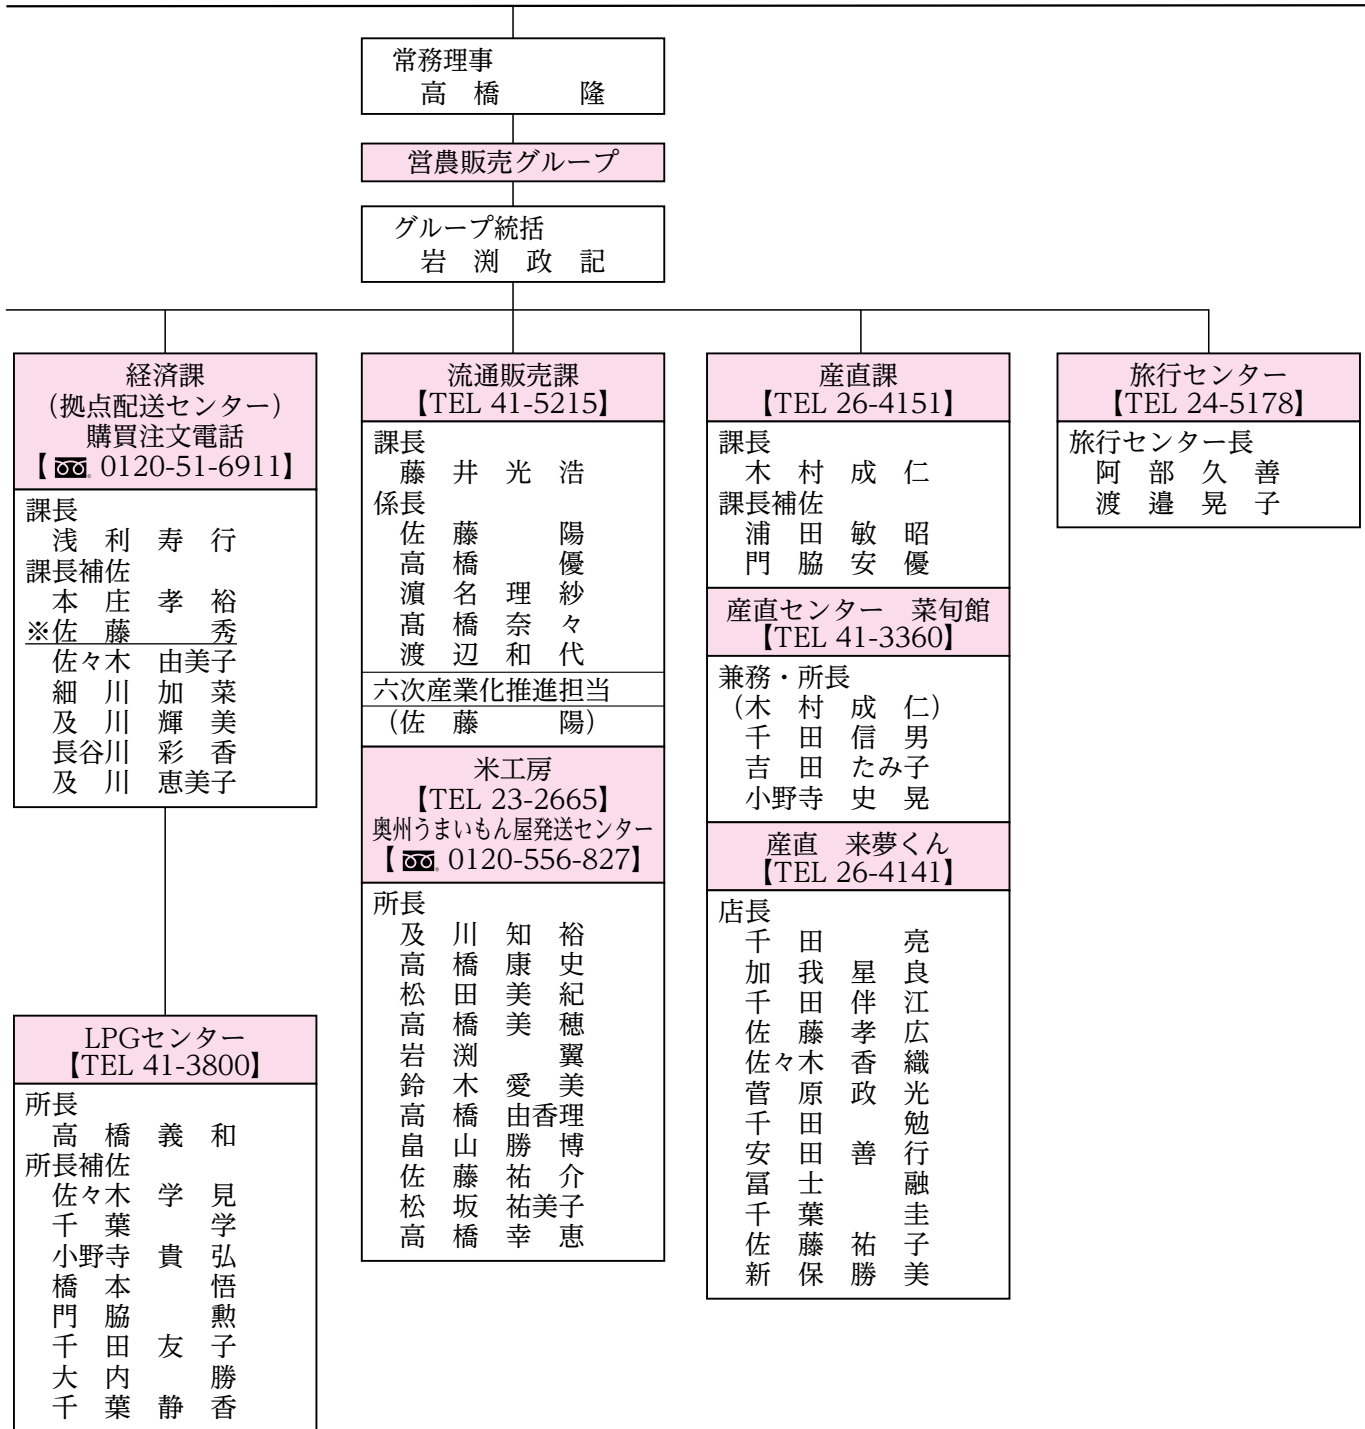 常務理事
高橋　隆
営農販売グループ
グループ統括
岩渕政記
経済課
（拠点配送センター）
購買注文電話
【 0120-51-6911】
課長
浅利寿行
課長補佐
本庄孝裕
※佐藤　秀
佐々木由美子
細川加菜
及川輝美
長谷川彩香
及川恵美子
LPGセンター
【TEL 41-3800】
所長
高橋義和
所長補佐
佐々木学見
千葉　学
小野寺貴弘
橋本　悟
門脇　勲
千田友子
大内　勝
千葉静香
流通販売課
【TEL 41-5215】
課長
藤井光浩
係長
佐藤　陽
高橋　優
濵名理紗
髙橋奈々
渡辺和代
六次産業化推進担当
（佐藤　陽）
米工房
【TEL 23-2665】
奥州うまいもん屋発送センター
【 0120-556-827】
所長
及川知裕
高橋康史
松田美紀
高橋美穂
岩渕　翼
鈴木愛美
高橋由香理
畠山勝博
佐藤祐介
松坂祐美子
高橋幸恵
産直課
【TEL 26-4151】
課長
木村成仁
課長補佐
浦田敏昭
門脇安優
産直センター　菜旬館
【TEL 41-3360】
兼務・所長
（木村成仁）
千田信男
吉田たみ子
小野寺史晃
産直　来夢くん
【TEL 26-4141】
店長
千田　亮
加我星良
千田伴江
佐藤孝広
佐々木香織
菅原政光
千田　勉
安田善行
冨士　融
千葉　圭
佐藤祐子
新保勝美
旅行センター
【TEL 24-5178】
旅行センター長
阿部久善
渡邉晃子